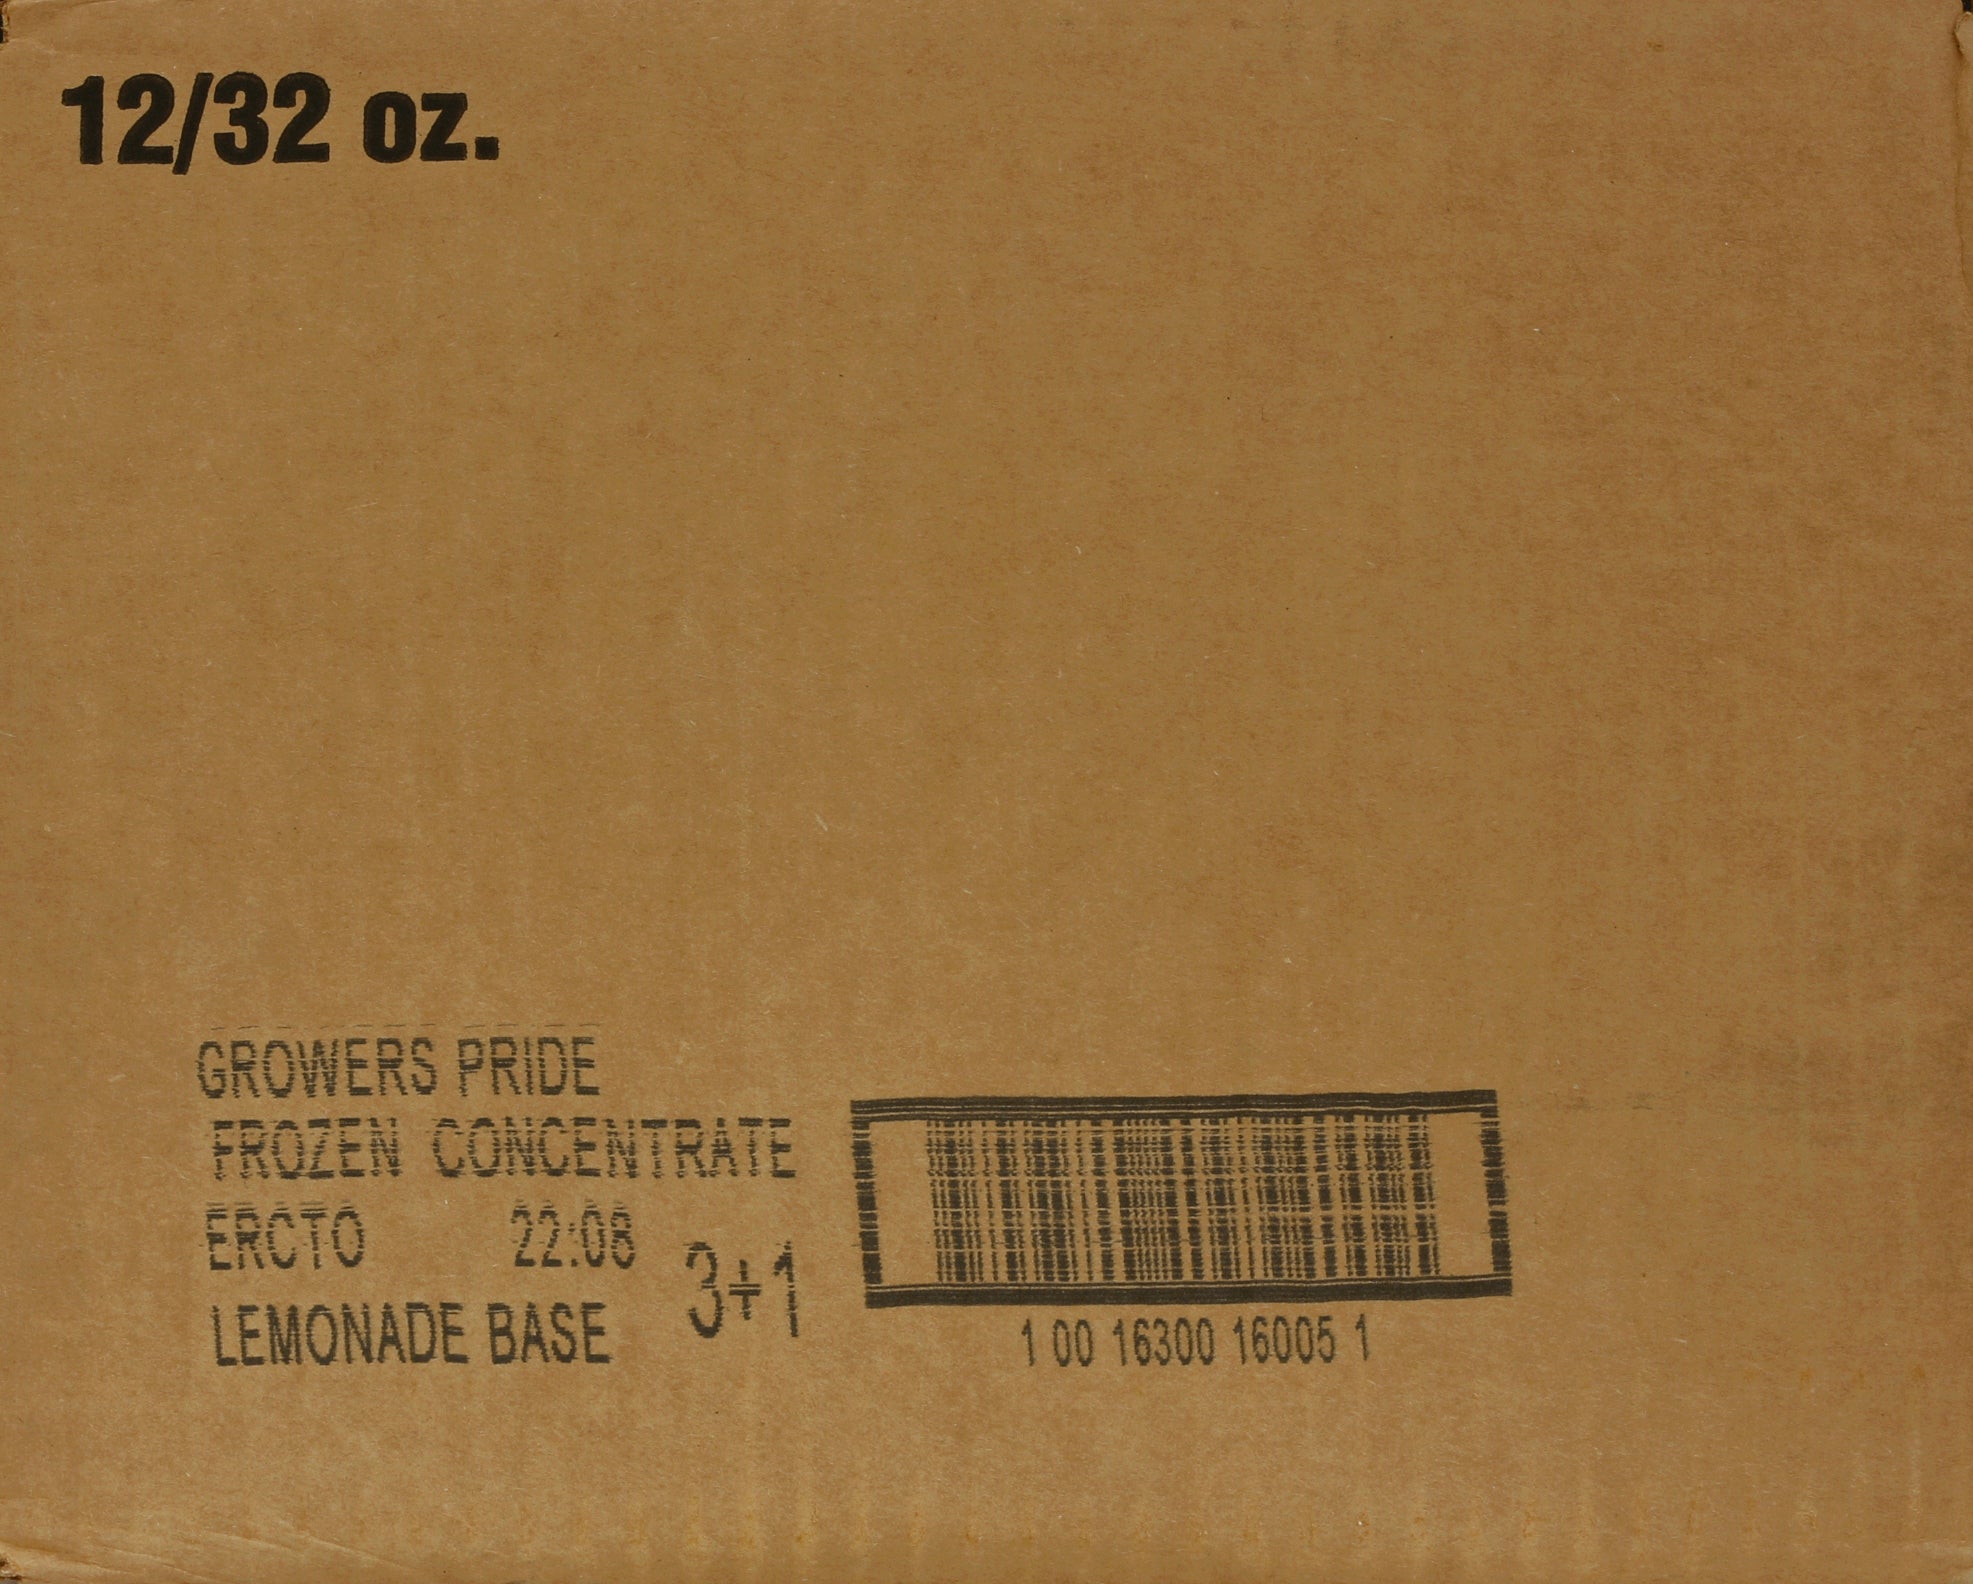 12/32 oz.
GROWERS PRIDE
FROZEN CONCENTRATE
ERCTO 22:08
3+1
LEMONADE BASE
1 00 16300 16005 1